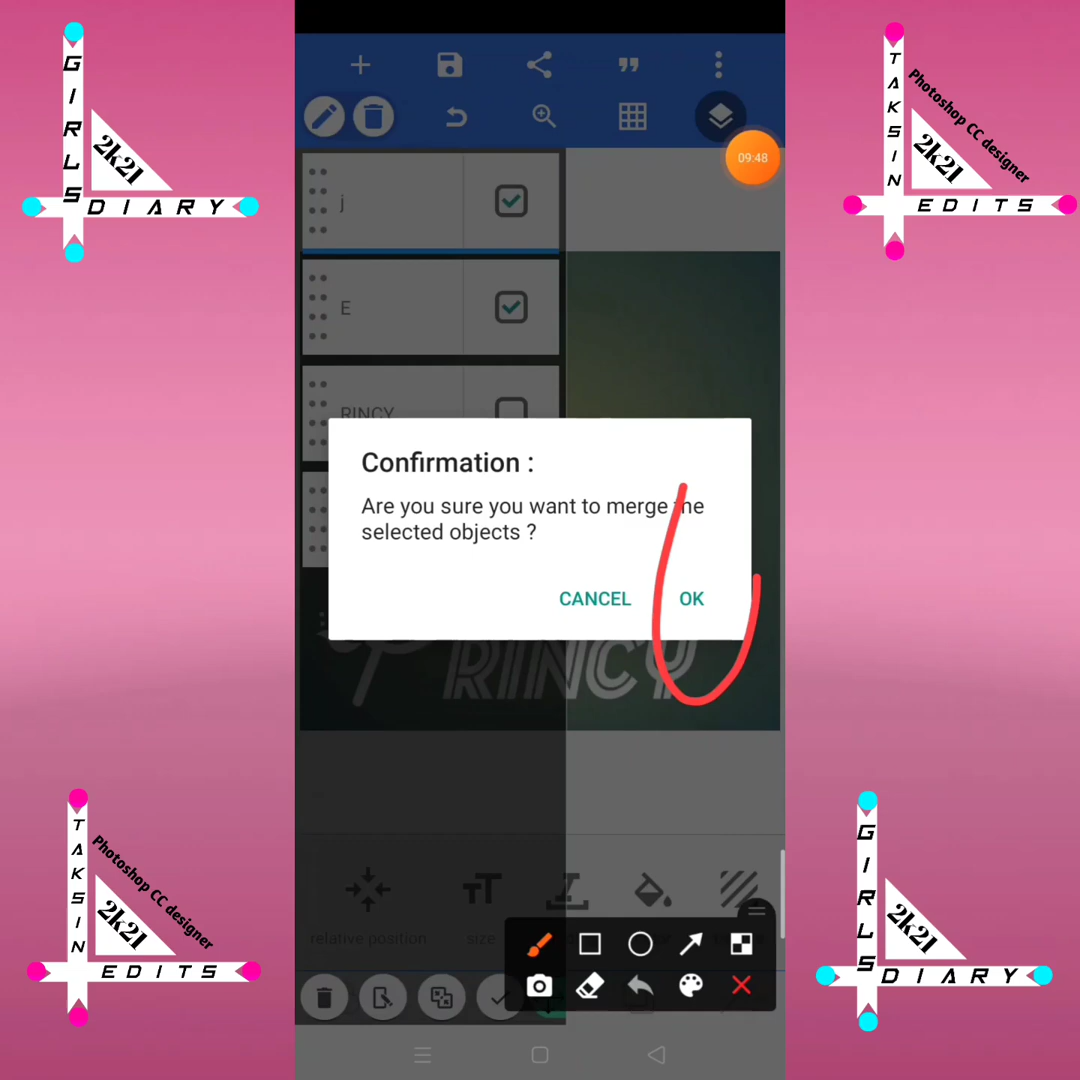 GIRLS
2k21
DIARY
TAKSIN
Photoshop CC designer
2k21
EDITS
09:48
j
E
RINCY
Confirmation :
Are you sure you want to merge the
selected objects ?
CANCEL
OK
RINCY
relative position
size
TAKSIN
Photoshop CC designer
2k21
EDITS
GIRLS
2k21
DIARY